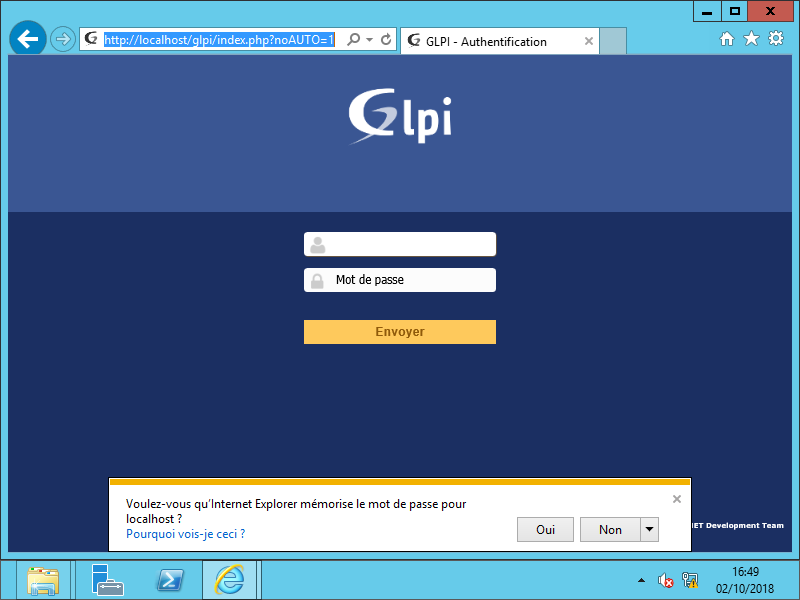 http://localhost/glpi/index.php?noAUTO=1
GLPI - Authentification
Glpi
Mot de passe
Envoyer
Voulez-vous qu'Internet Explorer mémorise le mot de passe pour
localhost ?
Pourquoi vois-je ceci ?
Oui
Non
Development Team
16:49
02/10/2018